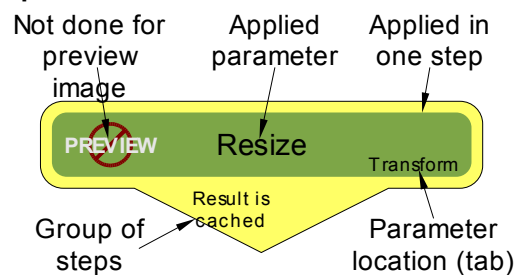 Not done for
preview
image
Applied
parameter
Applied in
one step
PREVIEW
Resize
Transform
Result is
cached
Group of
steps
Parameter
location (tab)